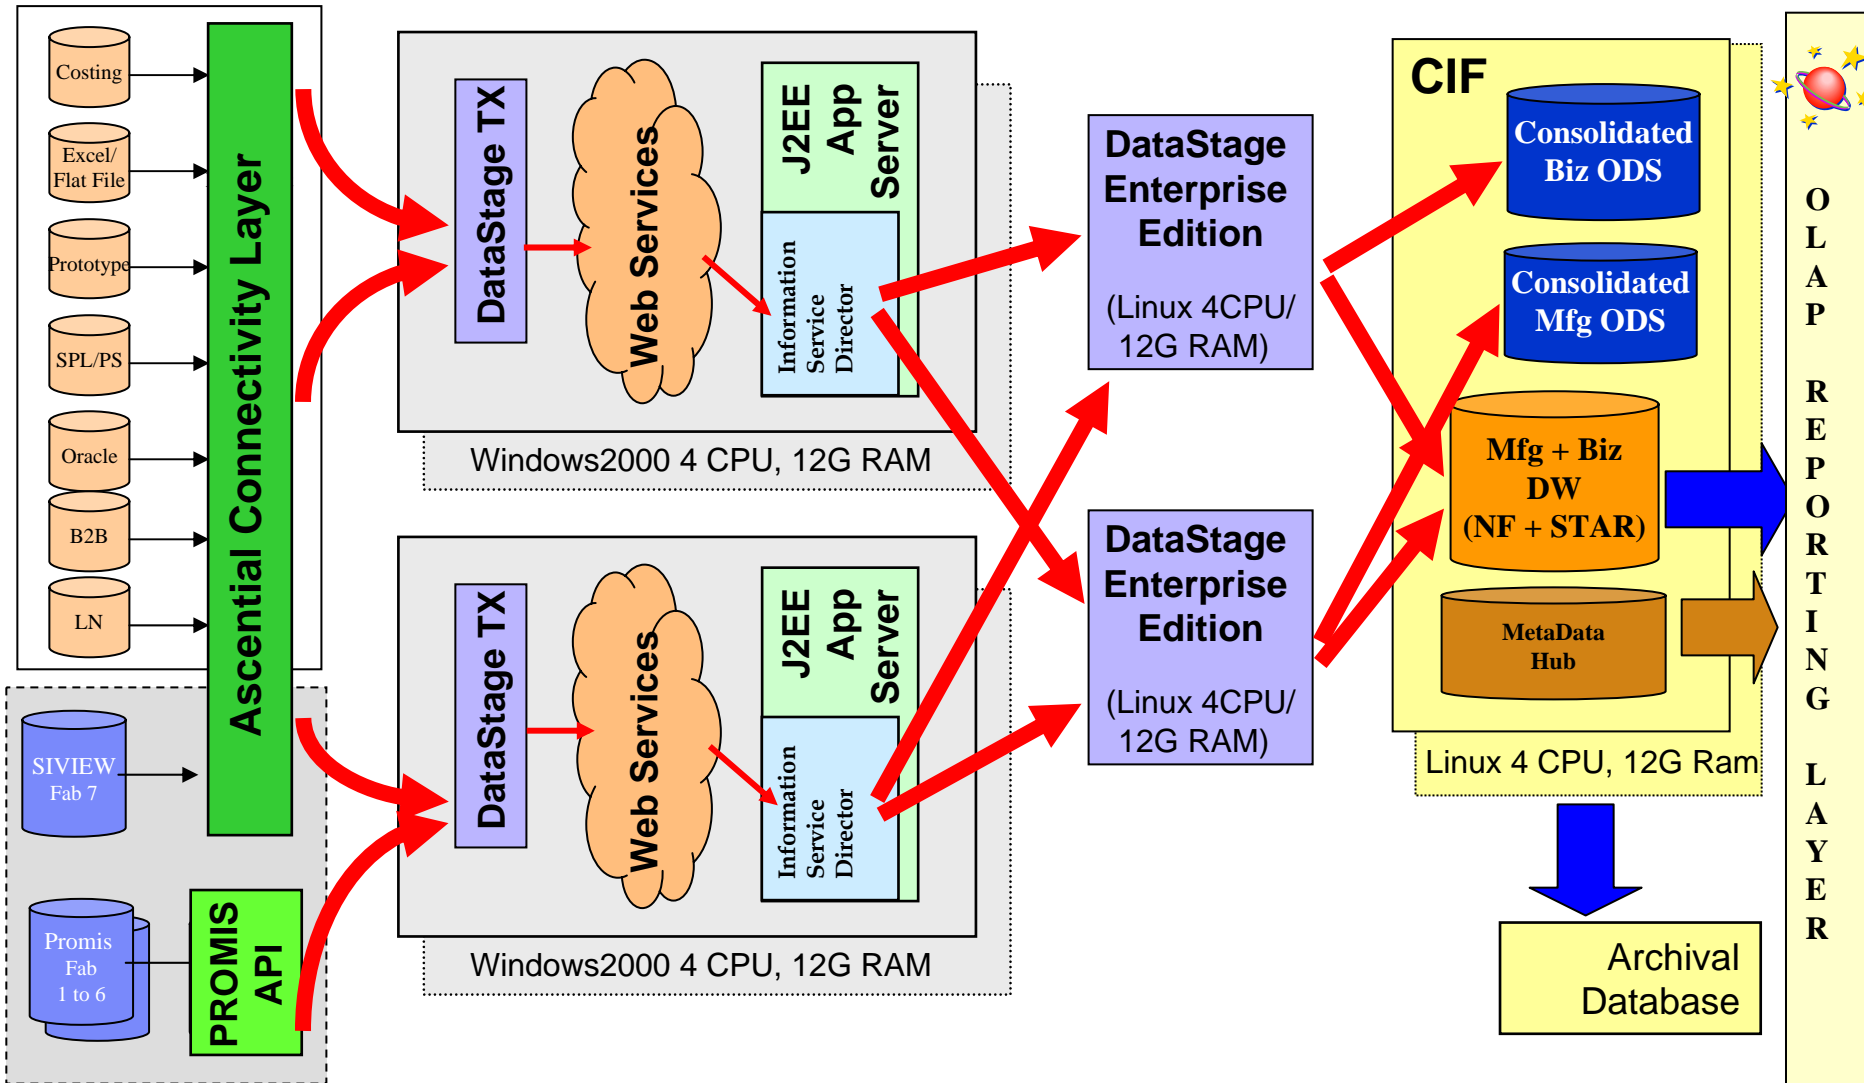 Costing
Excel/
Flat File
Prototype
SPL/PS
Oracle
B2B
LN
Ascential Connectivity Layer
SIVIEW
Fab 7
Promis
Fab
1 to 6
PROMIS
API
DataStage TX
Web Services
J2EE
App
Server
Information
Service
Director
Windows2000 4 CPU, 12G RAM
DataStage TX
Web Services
J2EE
App
Server
Information
Service
Director
Windows2000 4 CPU, 12G RAM
DataStage
Enterprise
Edition
(Linux 4CPU/
12G RAM)
DataStage
Enterprise
Edition
(Linux 4CPU/
12G RAM)
CIF
Consolidated
Biz ODS
Consolidated
Mfg ODS
Mfg + Biz
DW
(NF + STAR)
MetaData
Hub
Linux 4 CPU, 12G Ram
Archival
Database
OLAP REPORTING LAYER